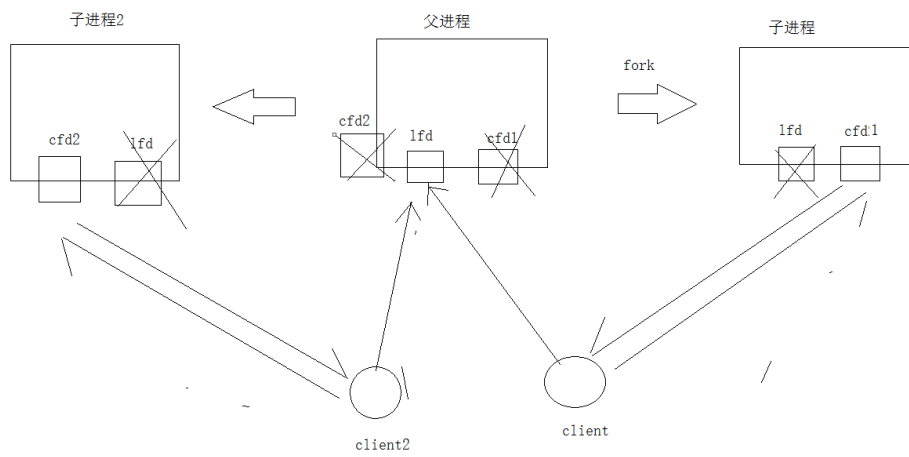 子进程2
父进程
子进程
fork
cfd2
lfd
cfd2
lfd
cfd1
lfd
cfd1
client2
client